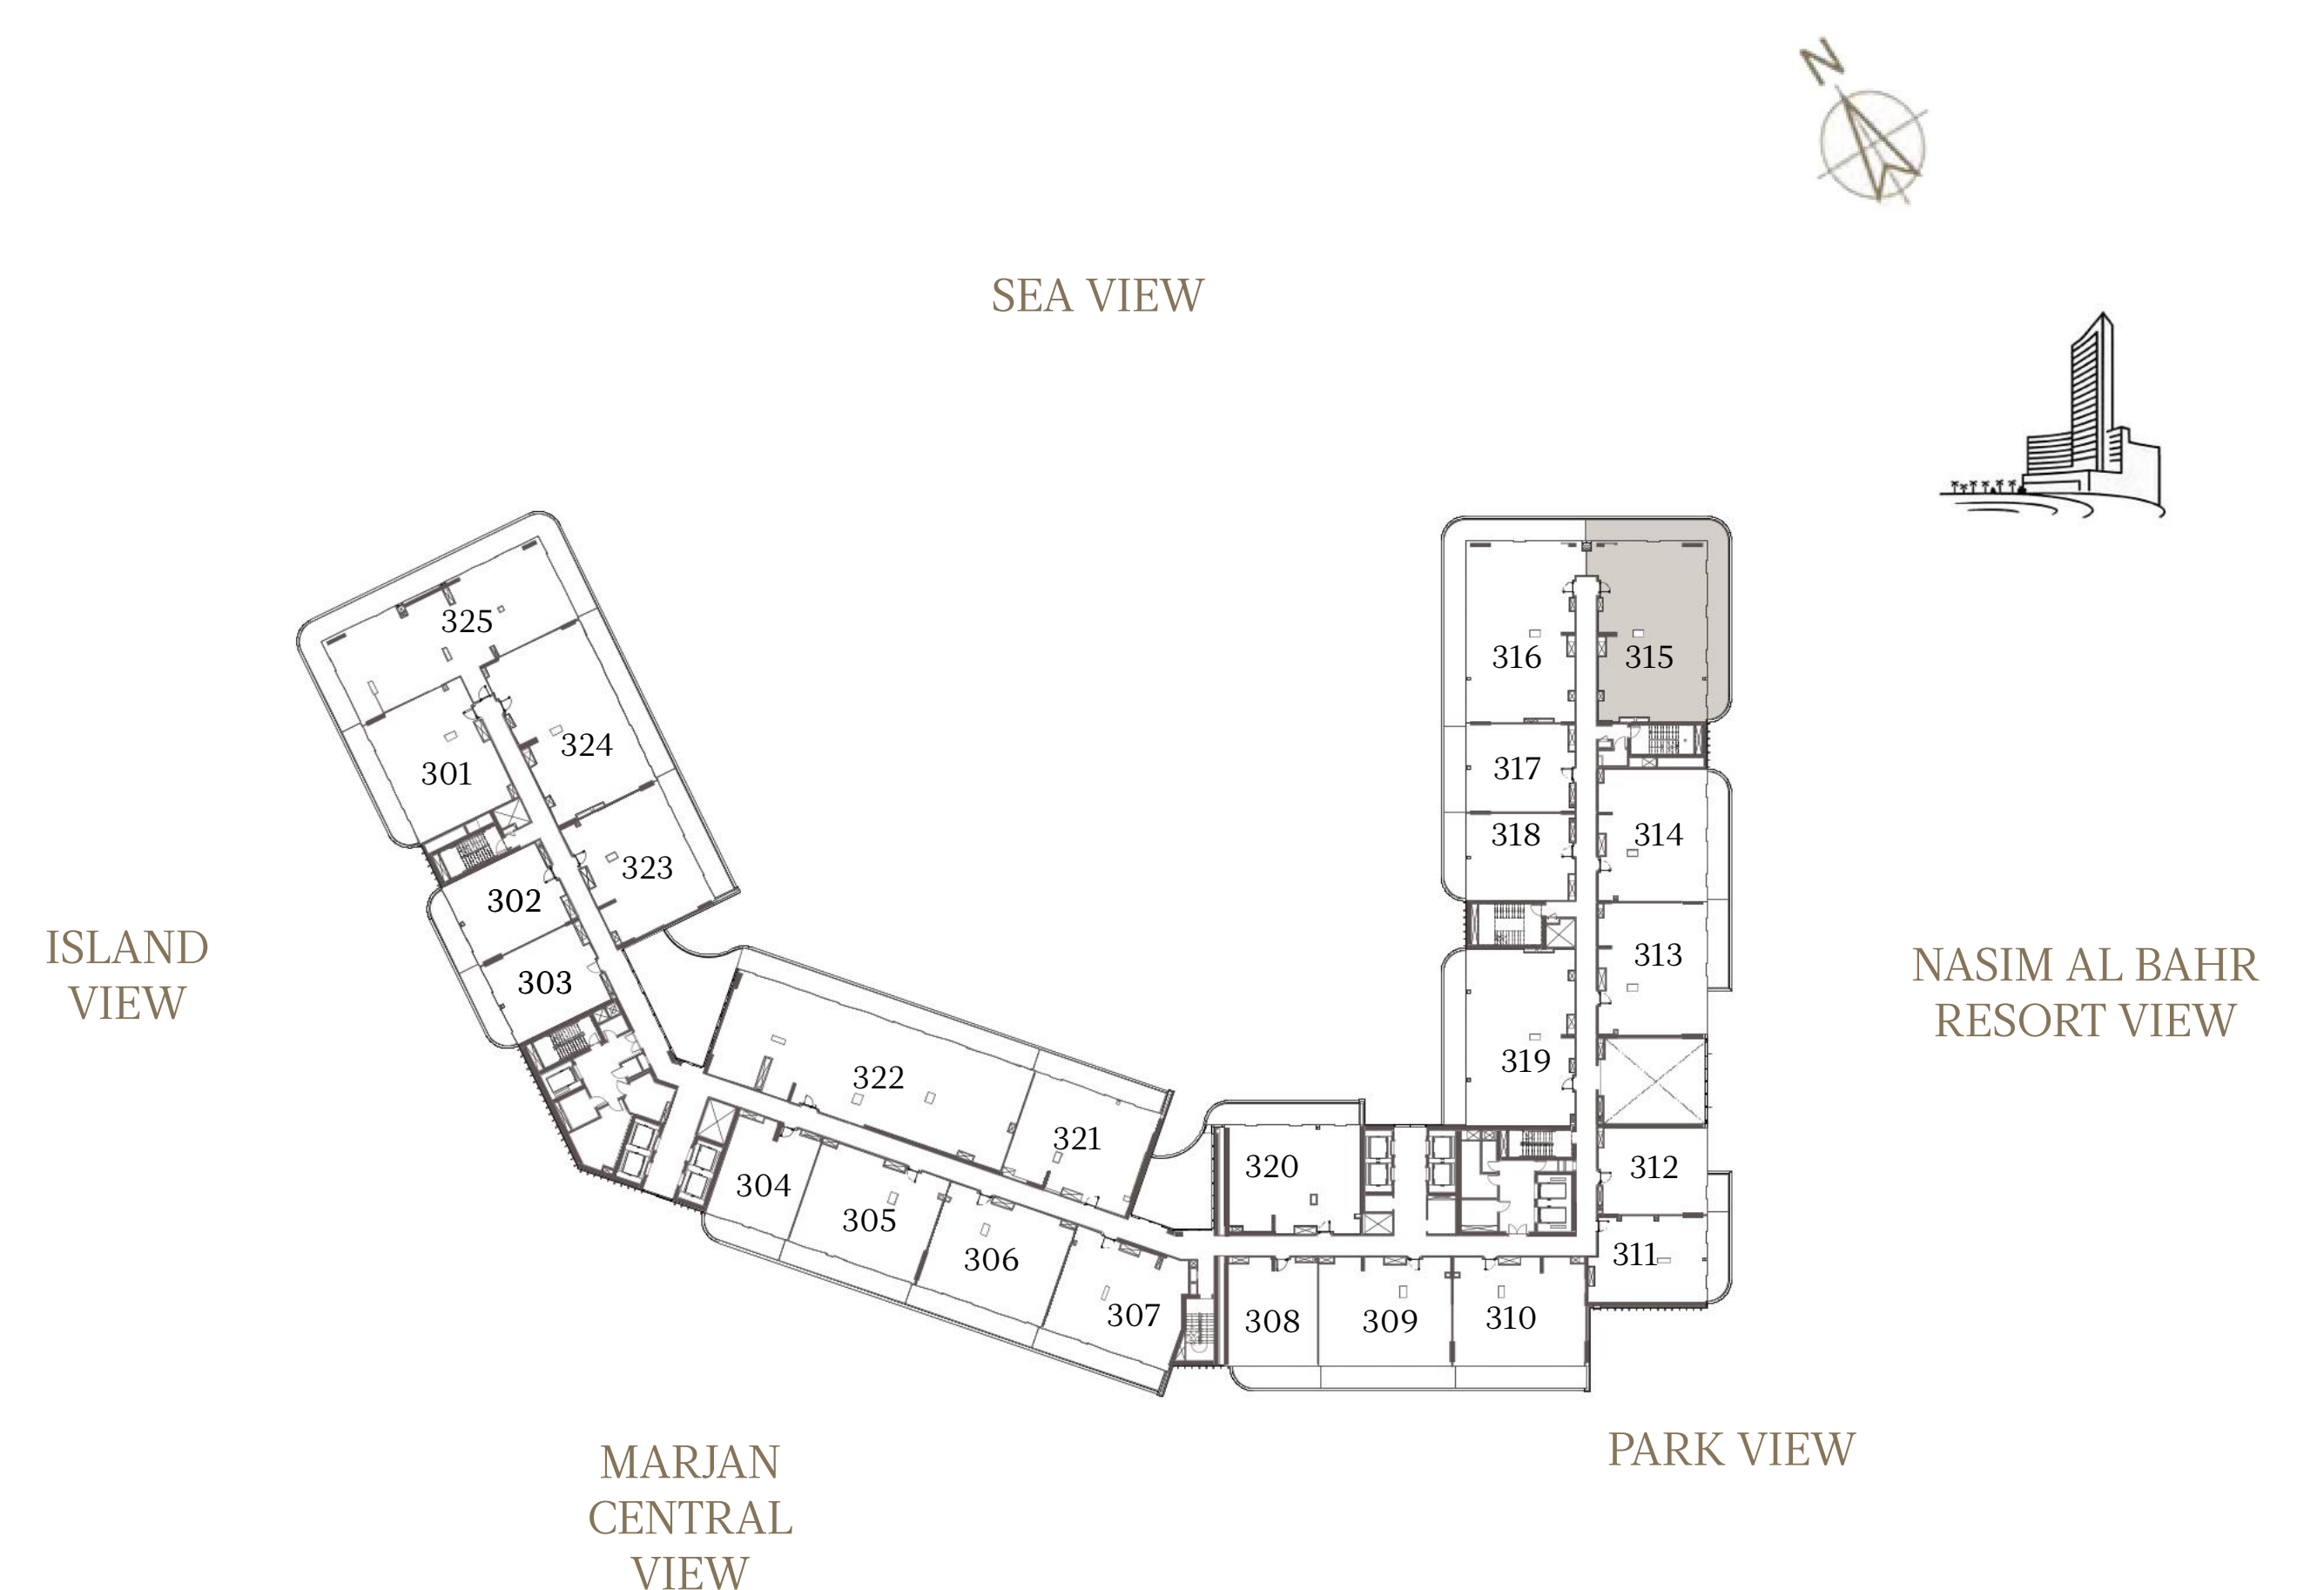 N
SEA VIEW
325
316
315
324
301
317
318
314
323
302
313
ISLAND
VIEW
303
NASIM AL BAHR
RESORT VIEW
319
322
321
320
312
304
305
306
311
307
308
309
310
PARK VIEW
MARJAN
CENTRAL
VIEW